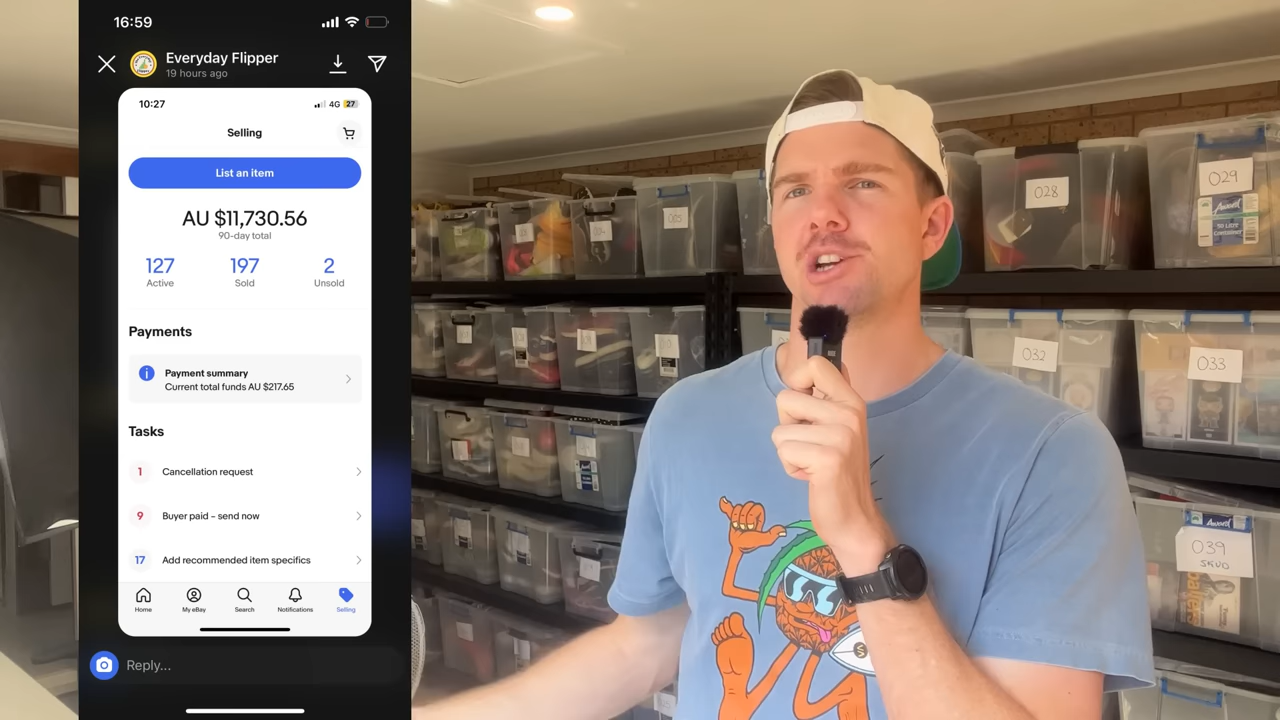 16:59
Everyday Flipper
19 hours ago
10:27
4G 27
Selling
List an item
AU $11,730.56
90-day total
127
197
2
Active
Sold
Unsold
Payments
Payment summary
Current total funds AU $217.65
Tasks
1 Cancellation request
9 Buyer paid – send now
17 Add recommended item specifics
Home
My eBay
Search
Notifications
Selling
Reply...
028
029
Award
032
033
Award
039